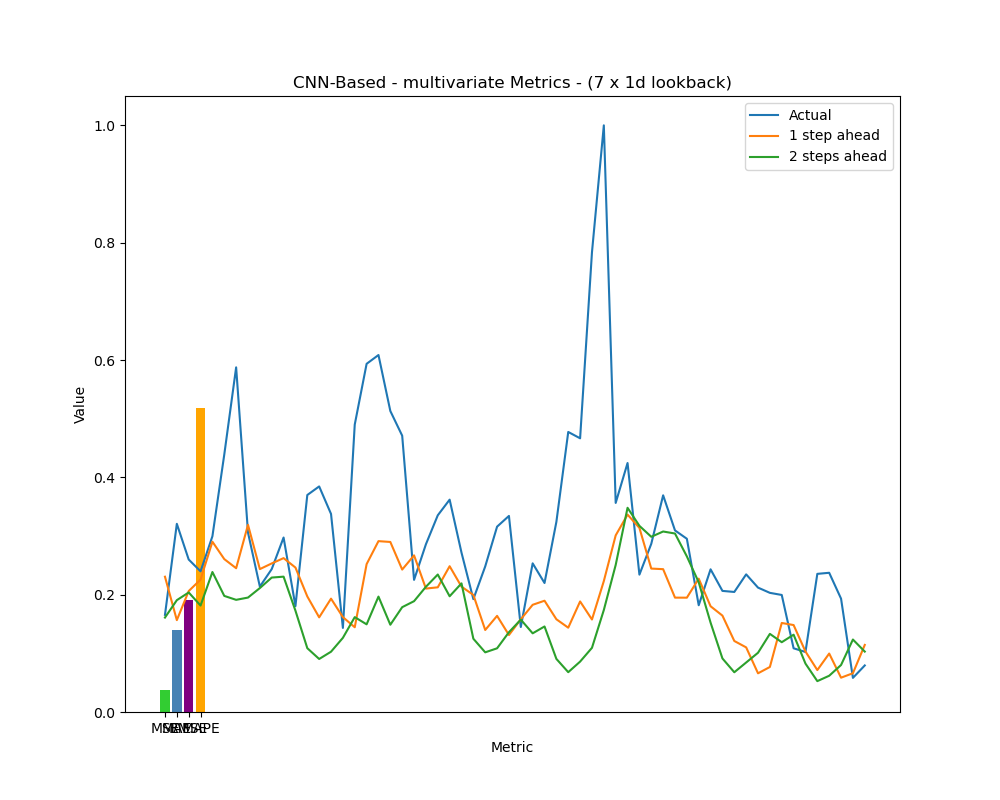 CNN-Based - multivariate Metrics - (7 x 1d lookback)
Actual
1 step ahead
2 steps ahead
1.0
0.8
0.6
0.4
0.2
0.0
Value
Metric